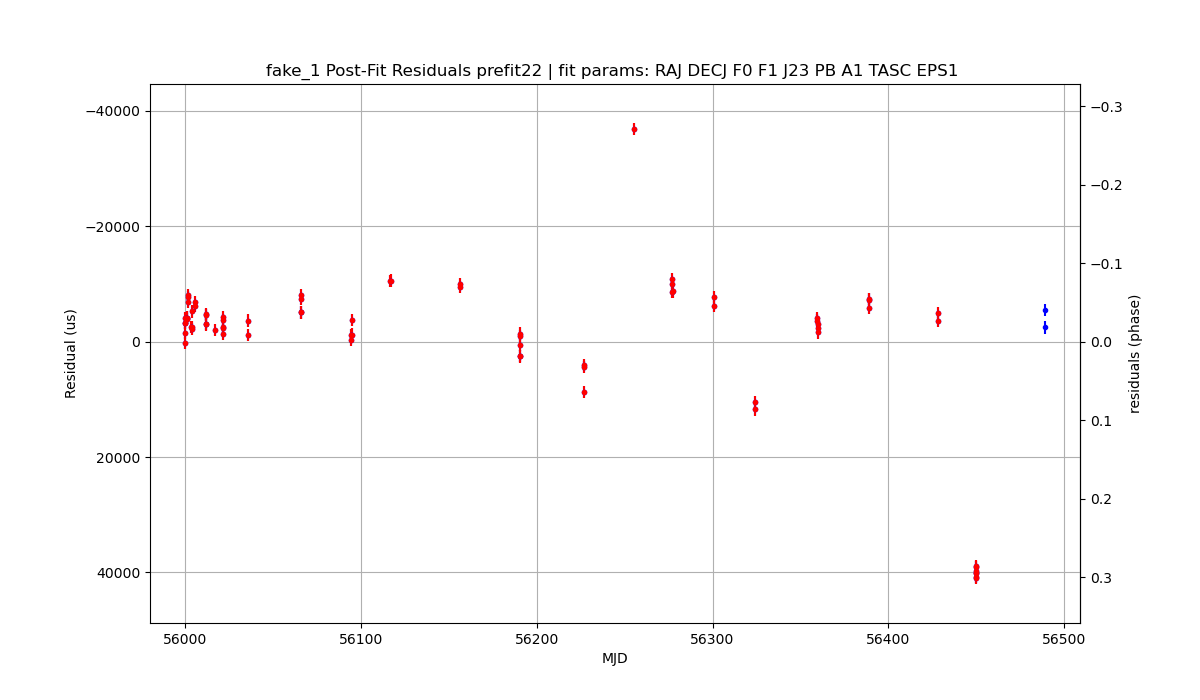 fake_1 Post-Fit Residuals prefit22 | fit params: RAJ DECJ F0 F1 J23 PB A1 TASC EPS1
−40000
−20000
0
20000
40000
Residual (us)
−0.3
−0.2
−0.1
0.0
0.1
0.2
0.3
residuals (phase)
56000 56100 56200 56300 56400 56500
MJD